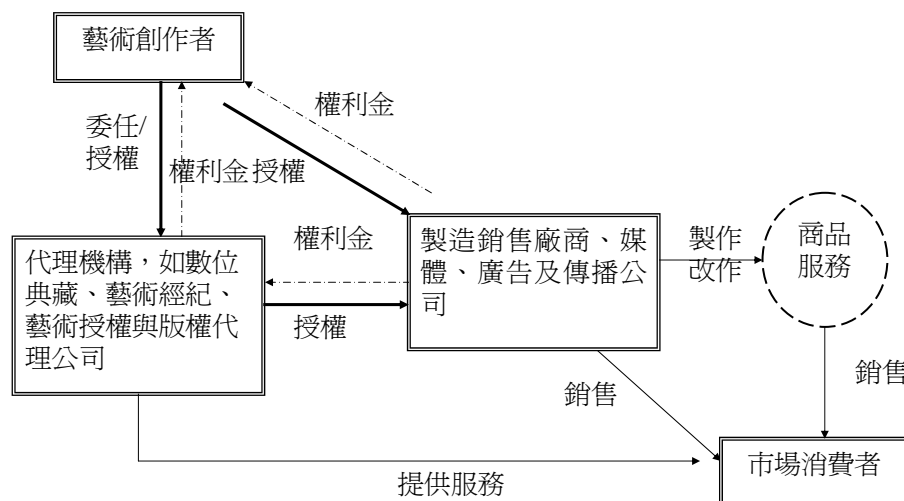 藝術創作者
權利金
委任/
授權
權利金
授權
代理機構，如數位
典藏、藝術經紀、
藝術授權與版權代
理公司
權利金
授權
製造銷售廠商、媒
體、廣告及傳播公
司
製作
改作
商品
服務
銷售
銷售
提供服務
市場消費者